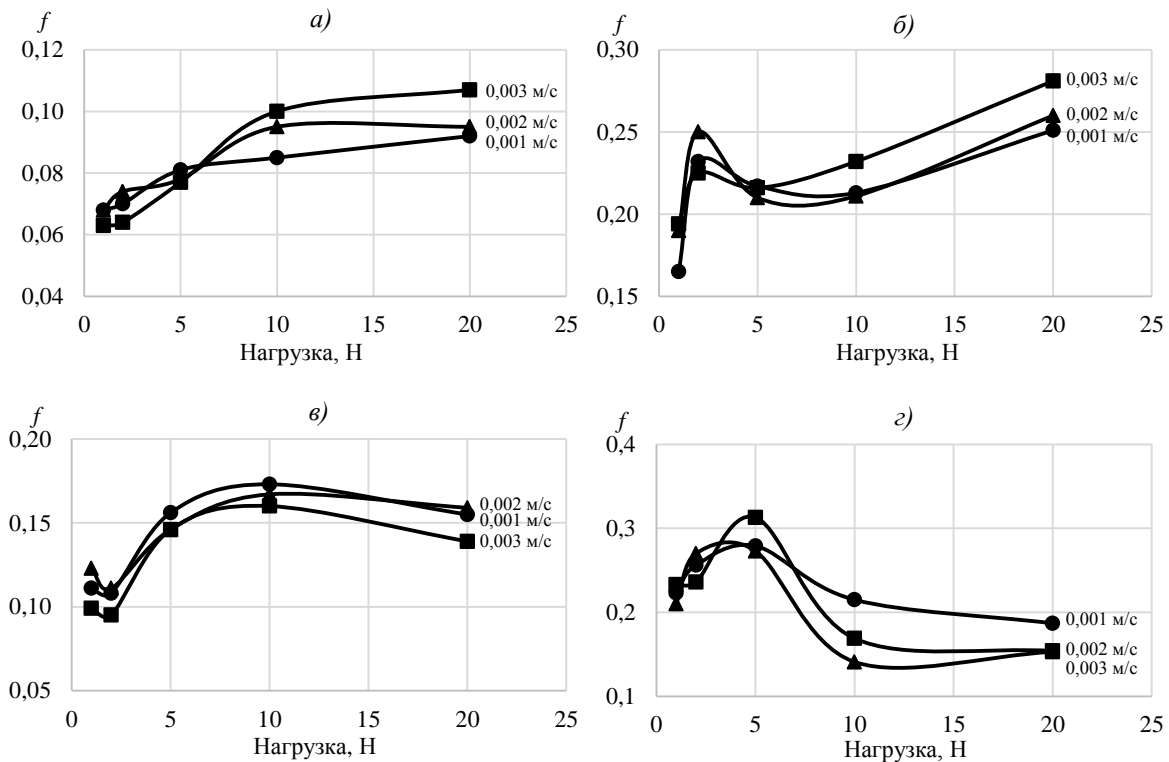 f
а)
0,12
0,10
0,08
0,06
0,04
0 5 10 15 20 25
Нагрузка, Н
0,003 м/с
0,002 м/с
0,001 м/с
f
б)
0,30
0,25
0,20
0,15
0 5 10 15 20 25
Нагрузка, Н
0,003 м/с
0,002 м/с
0,001 м/с
f
в)
0,20
0,15
0,10
0,05
0 5 10 15 20 25
Нагрузка, Н
0,002 м/с
0,001 м/с
0,003 м/с
f
г)
0,4
0,3
0,2
0,1
0 5 10 15 20 25
Нагрузка, Н
0,001 м/с
0,002 м/с
0,003 м/с